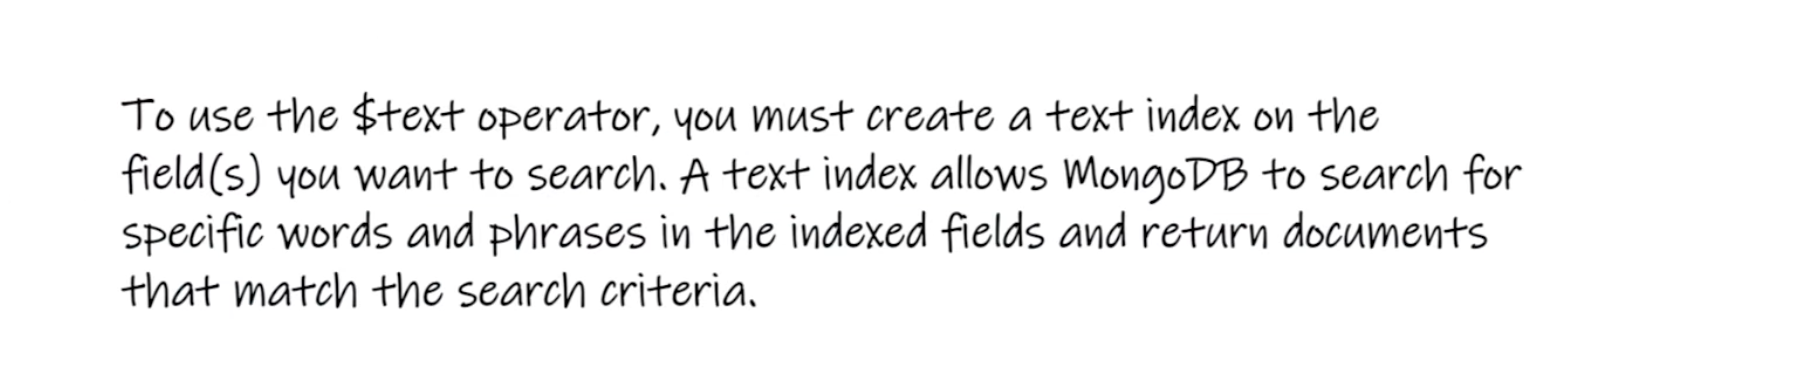 To use the $text operator, you must create a text index on the
field(s) you want to search. A text index allows MongoDB to search for
specific words and phrases in the indexed fields and return documents
that match the search criteria.